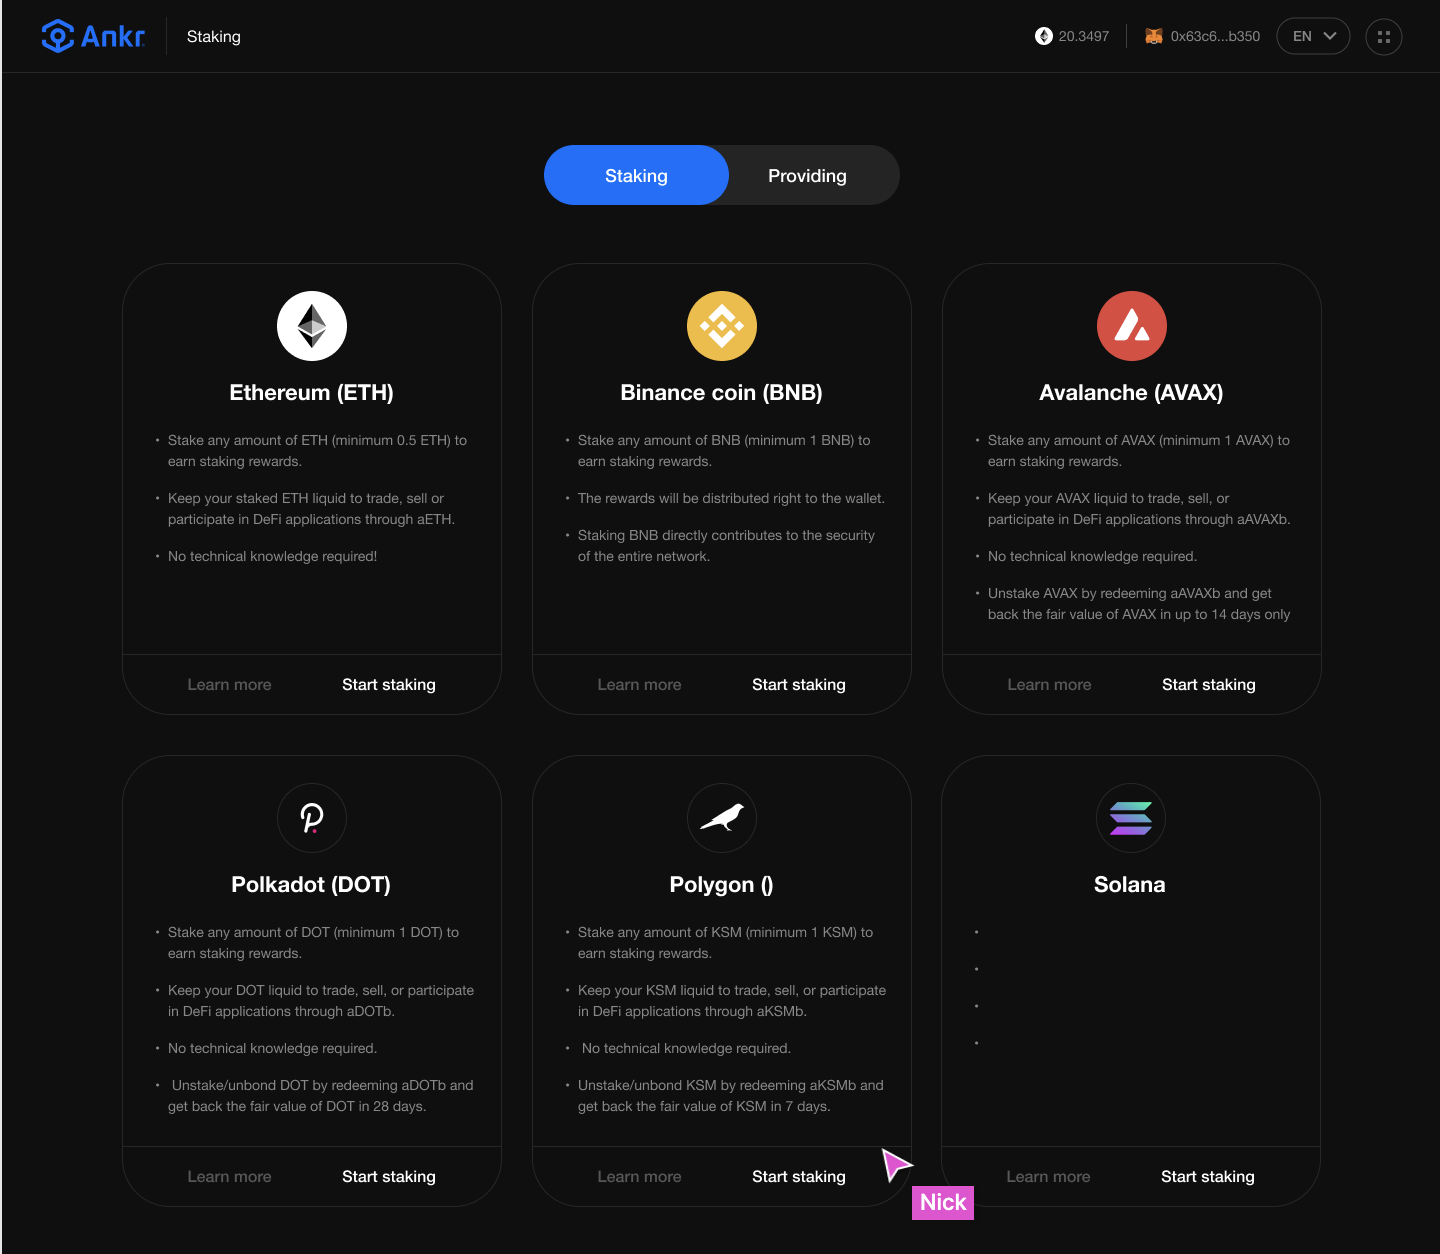 Ankr
Staking
20.3497
0x63c6...b350
EN
Staking
Providing
Ethereum (ETH)
• Stake any amount of ETH (minimum 0.5 ETH) to
earn staking rewards.
• Keep your staked ETH liquid to trade, sell or
participate in DeFi applications through aETH.
• No technical knowledge required!
Learn more
Start staking
Binance coin (BNB)
• Stake any amount of BNB (minimum 1 BNB) to
earn staking rewards.
• The rewards will be distributed right to the wallet.
• Staking BNB directly contributes to the security
of the entire network.
Learn more
Start staking
Avalanche (AVAX)
• Stake any amount of AVAX (minimum 1 AVAX) to
earn staking rewards.
• Keep your AVAX liquid to trade, sell, or
participate in DeFi applications through aAVAXb.
• No technical knowledge required.
• Unstake AVAX by redeeming aAVAXb and get
back the fair value of AVAX in up to 14 days only
Learn more
Start staking
Polkadot (DOT)
• Stake any amount of DOT (minimum 1 DOT) to
earn staking rewards.
• Keep your DOT liquid to trade, sell, or participate
in DeFi applications through aDOTb.
• No technical knowledge required.
• Unstake/unbond DOT by redeeming aDOTb and
get back the fair value of DOT in 28 days.
Learn more
Start staking
Polygon ()
• Stake any amount of KSM (minimum 1 KSM) to
earn staking rewards.
• Keep your KSM liquid to trade, sell, or participate
in DeFi applications through aKSMb.
• No technical knowledge required.
• Unstake/unbond KSM by redeeming aKSMb and
get back the fair value of KSM in 7 days.
Learn more
Start staking
Solana
•
•
•
•
Learn more
Start staking
Nick